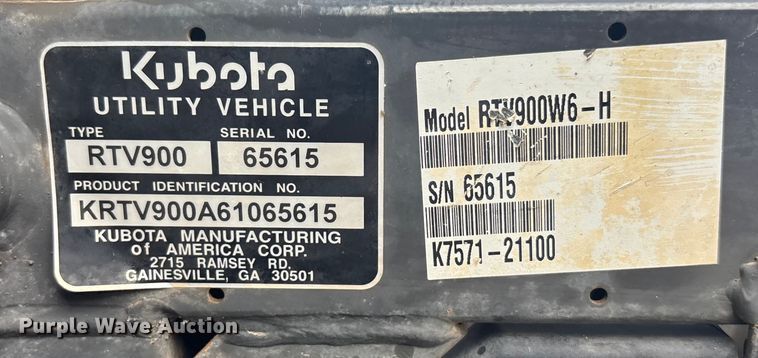 Kubota
UTILITY VEHICLE
TYPE SERIAL NO.
RTV900 65615
PRODUCT IDENTIFICATION NO.
KRTV900A61065615
KUBOTA MANUFACTURING
of AMERICA CORP.
2715 RAMSEY RD.
GAINESVILLE, GA 30501
Model RTV900W6-H
S/N 65615
K7571-21100
Purple Wave Auction